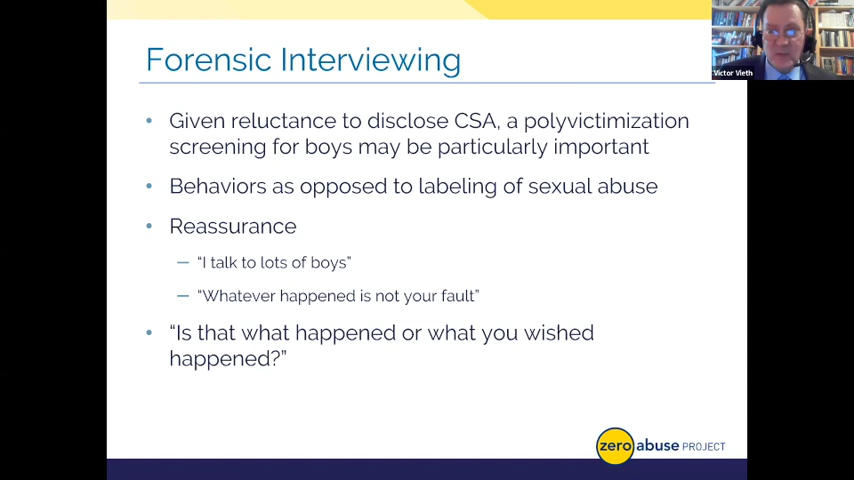 Victor Vieth
Forensic Interviewing
• Given reluctance to disclose CSA, a polyvictimization
screening for boys may be particularly important
• Behaviors as opposed to labeling of sexual abuse
• Reassurance
– “I talk to lots of boys”
– “Whatever happened is not your fault”
• “Is that what happened or what you wished
happened?”
zero abuse PROJECT